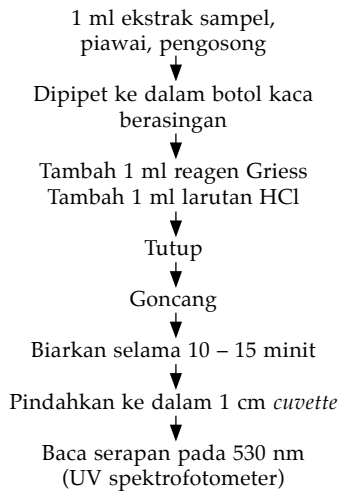 1 ml ekstrak sampel,
piawai, pengosong
Dipipet ke dalam botol kaca
berasingan
Tambah 1 ml reagen Griess
Tambah 1 ml larutan HCl
Tutup
Goncang
Biarkan selama 10 – 15 minit
Pindahkan ke dalam 1 cm cuvette
Baca serapan pada 530 nm
(UV spektrofotometer)